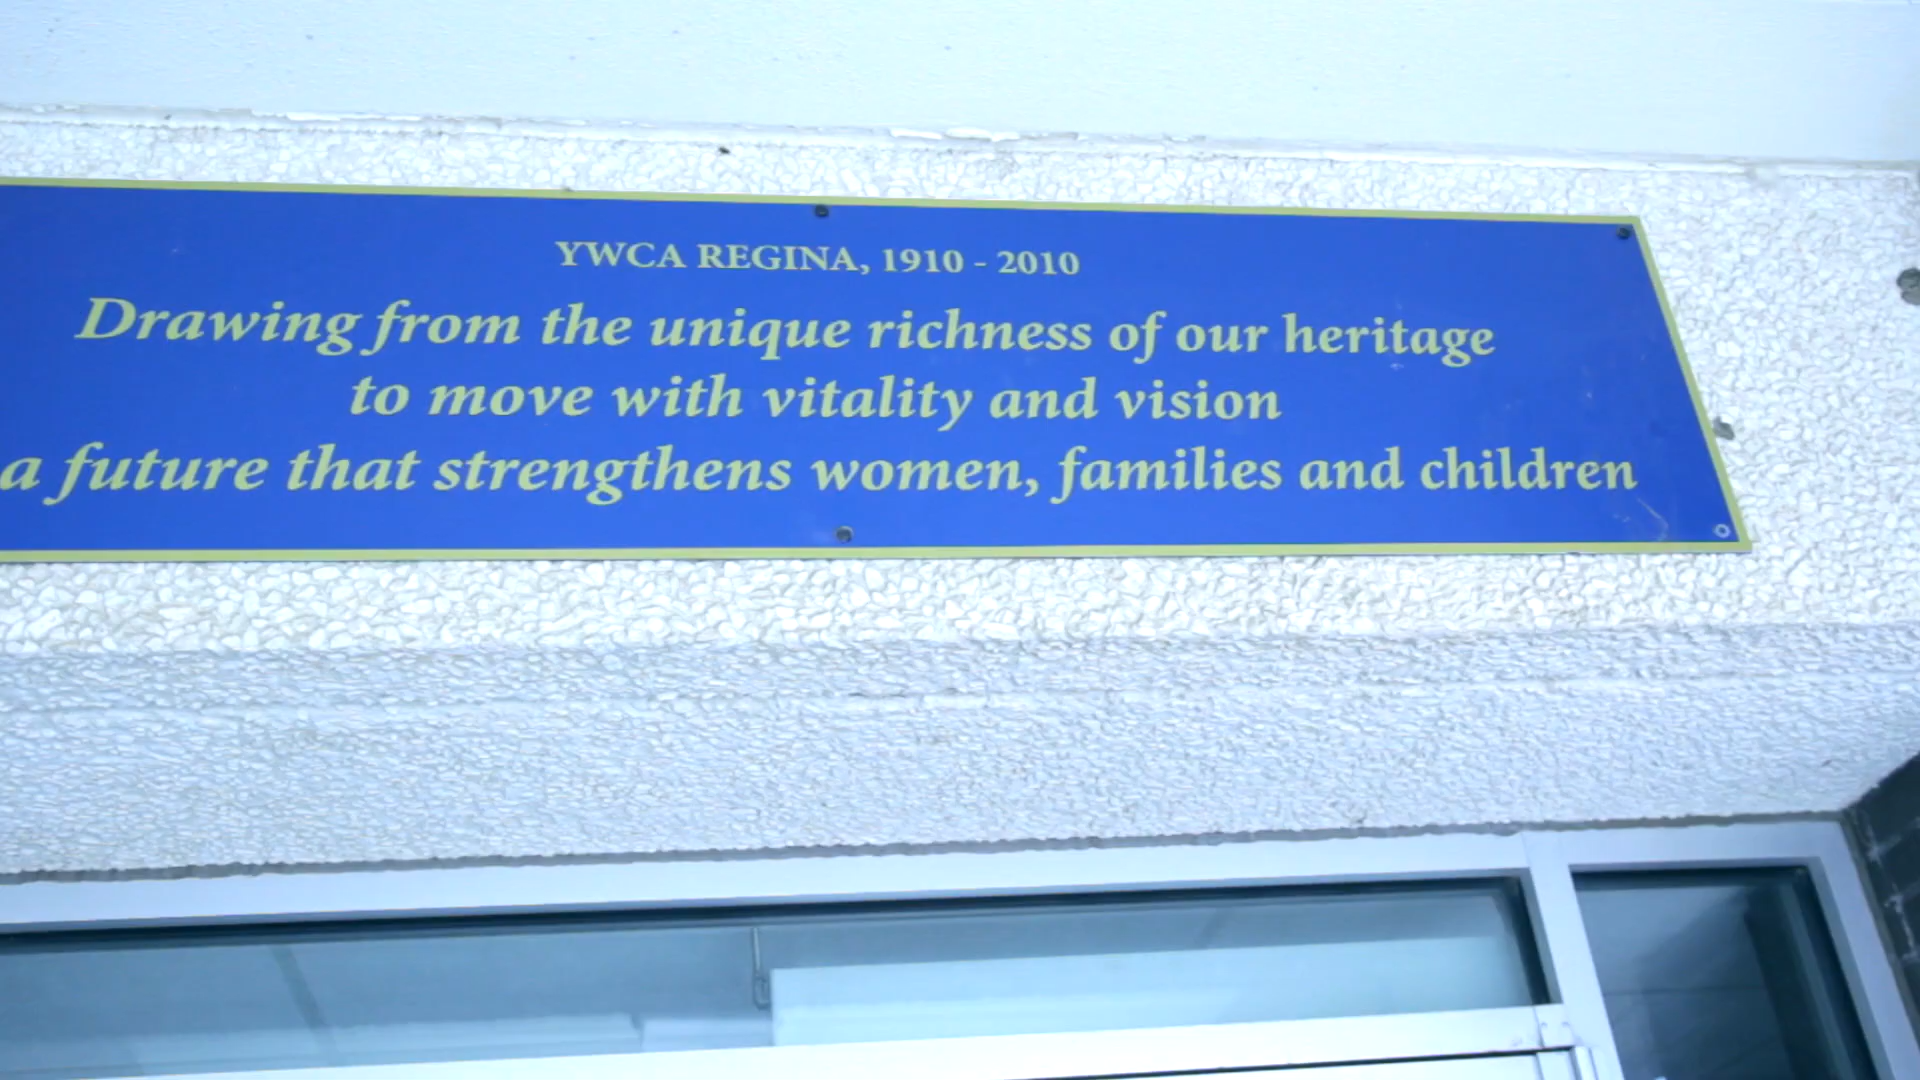 YWCA REGINA, 1910 - 2010
Drawing from the unique richness of our heritage
to move with vitality and vision
a future that strengthens women, families and children